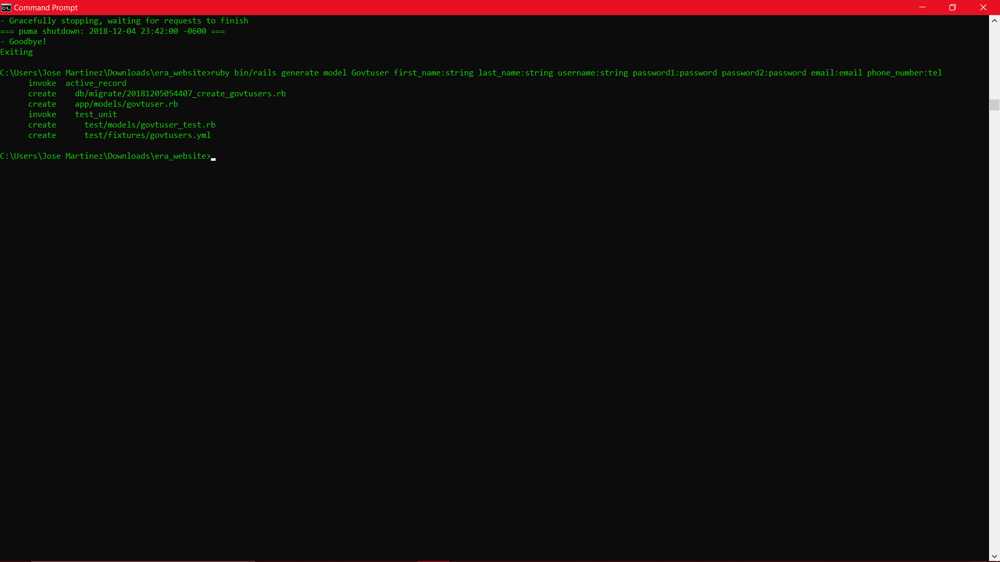 Command Prompt
- Gracefully stopping, waiting for requests to finish
=== puma shutdown: 2018-12-04 23:42:00 -0600 ===
- Goodbye!
Exiting
C:\Users\Jose Martinez\Downloads\era_website>ruby bin/rails generate model Govtuser first_name:string last_name:string username:string password1:password password2:password email:email phone_number:tel
      invoke  active_record
      create    db/migrate/20181205054407_create_govtusers.rb
      create    app/models/govtuser.rb
      invoke    test_unit
      create      test/models/govtuser_test.rb
      create      test/fixtures/govtusers.yml
C:\Users\Jose Martinez\Downloads\era_website>